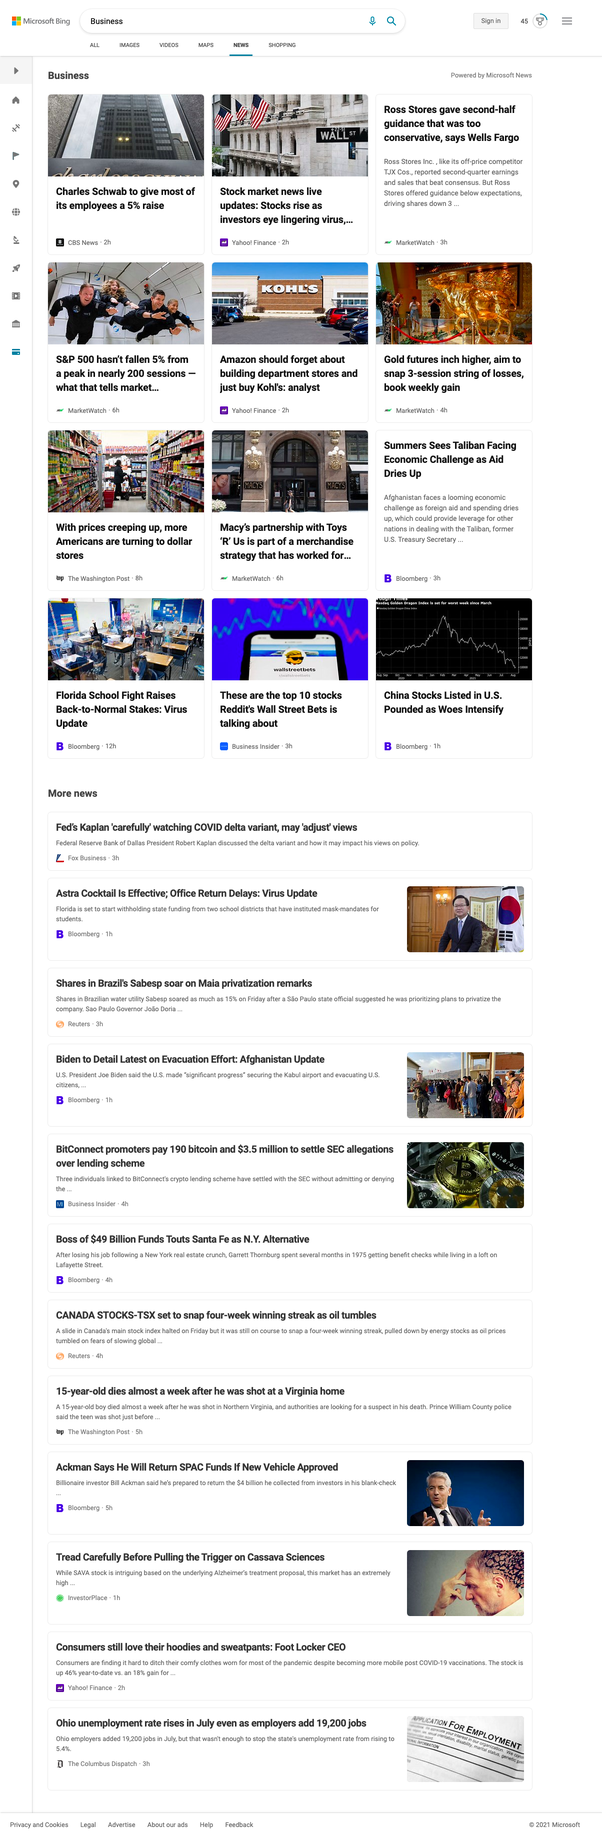 Microsoft Bing
Business
Sign in
45
ALL
IMAGES
VIDEOS
MAPS
NEWS
SHOPPING
Business
Powered by Microsoft News
WALL ST
Charles Schwab to give most of
its employees a 5% raise
CBS News · 2h
Stock market news live
updates: Stocks rise as
investors eye lingering virus,...
Yahoo! Finance · 2h
Ross Stores gave second-half
guidance that was too
conservative, says Wells Fargo
Ross Stores Inc. , like its off-price competitor
TJX Cos., reported second-quarter earnings
and sales that beat consensus. But Ross
Stores offered guidance below expectations,
driving shares down 3 ...
MarketWatch · 3h
KOHL'S
S&P 500 hasn't fallen 5% from
a peak in nearly 200 sessions —
what that tells market...
MarketWatch · 6h
Amazon should forget about
building department stores and
just buy Kohl's: analyst
Yahoo! Finance · 2h
Gold futures inch higher, aim to
snap 3-session string of losses,
book weekly gain
MarketWatch · 4h
With prices creeping up, more
Americans are turning to dollar
stores
The Washington Post · 8h
Macy's partnership with Toys
'R' Us is part of a merchandise
strategy that has worked for...
MarketWatch · 6h
Summers Sees Taliban Facing
Economic Challenge as Aid
Dries Up
Afghanistan faces a looming economic
challenge as foreign aid and spending dries
up, which could provide leverage for other
nations in dealing with the Taliban, former
U.S. Treasury Secretary ...
Bloomberg · 3h
wallstreetbets
Nasdaq Golden Dragon Index is set for worst week since March
Florida School Fight Raises
Back-to-Normal Stakes: Virus
Update
Bloomberg · 12h
These are the top 10 stocks
Reddit's Wall Street Bets is
talking about
Business Insider · 3h
China Stocks Listed in U.S.
Pounded as Woes Intensify
Bloomberg · 1h
More news
Fed's Kaplan 'carefully' watching COVID delta variant, may 'adjust' views
Federal Reserve Bank of Dallas President Robert Kaplan discussed the delta variant and how it may impact his views on policy.
Fox Business · 3h
Astra Cocktail Is Effective; Office Return Delays: Virus Update
Florida is set to start withholding state funding from two school districts that have instituted mask-mandates for
students.
Bloomberg · 1h
Shares in Brazil's Sabesp soar on Maia privatization remarks
Shares in Brazilian water utility Sabesp soared as much as 15% on Friday after a São Paulo state official suggested he was prioritizing plans to privatize the
company. Sao Paulo Governor João Doria ...
Reuters · 3h
Biden to Detail Latest on Evacuation Effort: Afghanistan Update
U.S. President Joe Biden said the U.S. made "significant progress" securing the Kabul airport and evacuating U.S.
citizens, ...
Bloomberg · 1h
BitConnect promoters pay 190 bitcoin and $3.5 million to settle SEC allegations
over lending scheme
Three individuals linked to BitConnect's crypto lending scheme have settled with the SEC without admitting or denying
the ...
Business Insider · 4h
Boss of $49 Billion Funds Touts Santa Fe as N.Y. Alternative
After losing his job following a New York real estate crunch, Garrett Thornburg spent several months in 1975 getting benefit checks while living in a loft on
Lafayette Street.
Bloomberg · 4h
CANADA STOCKS-TSX set to snap four-week winning streak as oil tumbles
A slide in Canada's main stock index halted on Friday but it was still on course to snap a four-week winning streak, pulled down by energy stocks as oil prices
tumbled on fears of slowing global ...
Reuters · 4h
15-year-old dies almost a week after he was shot at a Virginia home
A 15-year-old boy died almost a week after he was shot in Northern Virginia, and authorities are looking for a suspect in his death. Prince William County police
said the teen was shot just before ...
The Washington Post · 5h
Ackman Says He Will Return SPAC Funds If New Vehicle Approved
Billionaire investor Bill Ackman said he's prepared to return the $4 billion he collected from investors in his blank-check
...
Bloomberg · 5h
Tread Carefully Before Pulling the Trigger on Cassava Sciences
While SAVA stock is intriguing based on the underlying Alzheimer's treatment proposal, this market has an extremely
high ...
InvestorPlace · 1h
Consumers still love their hoodies and sweatpants: Foot Locker CEO
Consumers are finding it hard to ditch their comfy clothes worn for most of the pandemic despite becoming more mobile post COVID-19 vaccinations. The stock is
up 46% year-to-date vs. an 18% gain for ...
Yahoo! Finance · 2h
Ohio unemployment rate rises in July even as employers add 19,200 jobs
Ohio employers added 19,200 jobs in July, but that wasn't enough to stop the state's unemployment rate from rising to
5.4%.
The Columbus Dispatch · 3h
APPLICATION FOR EMPLOYMENT
Privacy and Cookies
Legal
Advertise
About our ads
Help
Feedback
© 2021 Microsoft